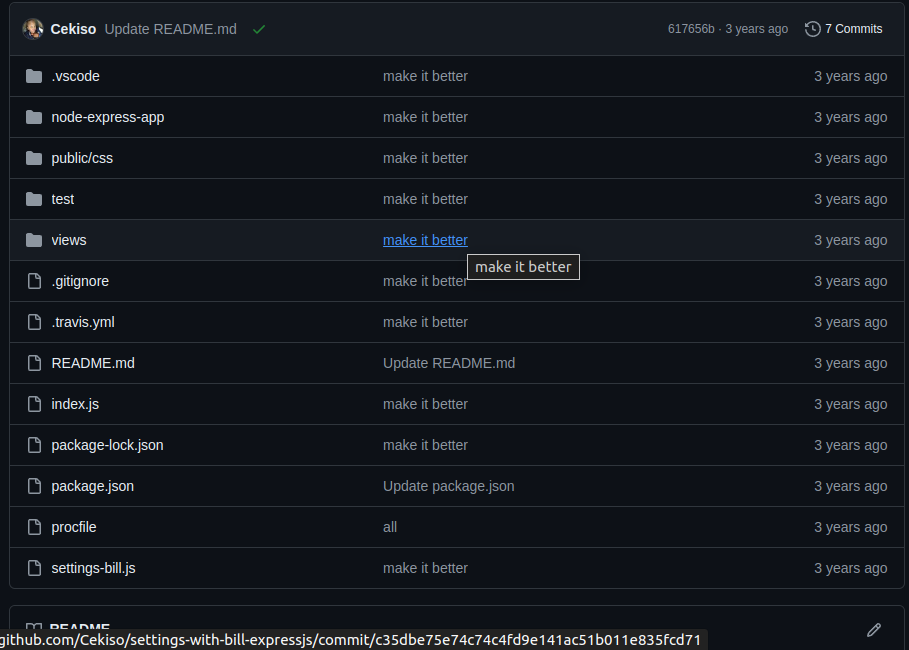 Cekiso Update README.md 617656b · 3 years ago 7 Commits
.vscode make it better 3 years ago
node-express-app make it better 3 years ago
public/css make it better 3 years ago
test make it better 3 years ago
views make it better 3 years ago
make it better
.gitignore make it better 3 years ago
.travis.yml make it better 3 years ago
README.md Update README.md 3 years ago
index.js make it better 3 years ago
package-lock.json make it better 3 years ago
package.json Update package.json 3 years ago
procfile all 3 years ago
settings-bill.js make it better 3 years ago
README
github.com/Cekiso/settings-with-bill-expressjs/commit/c35dbe75e74c74c4fd9e141ac51b011e835fcd71